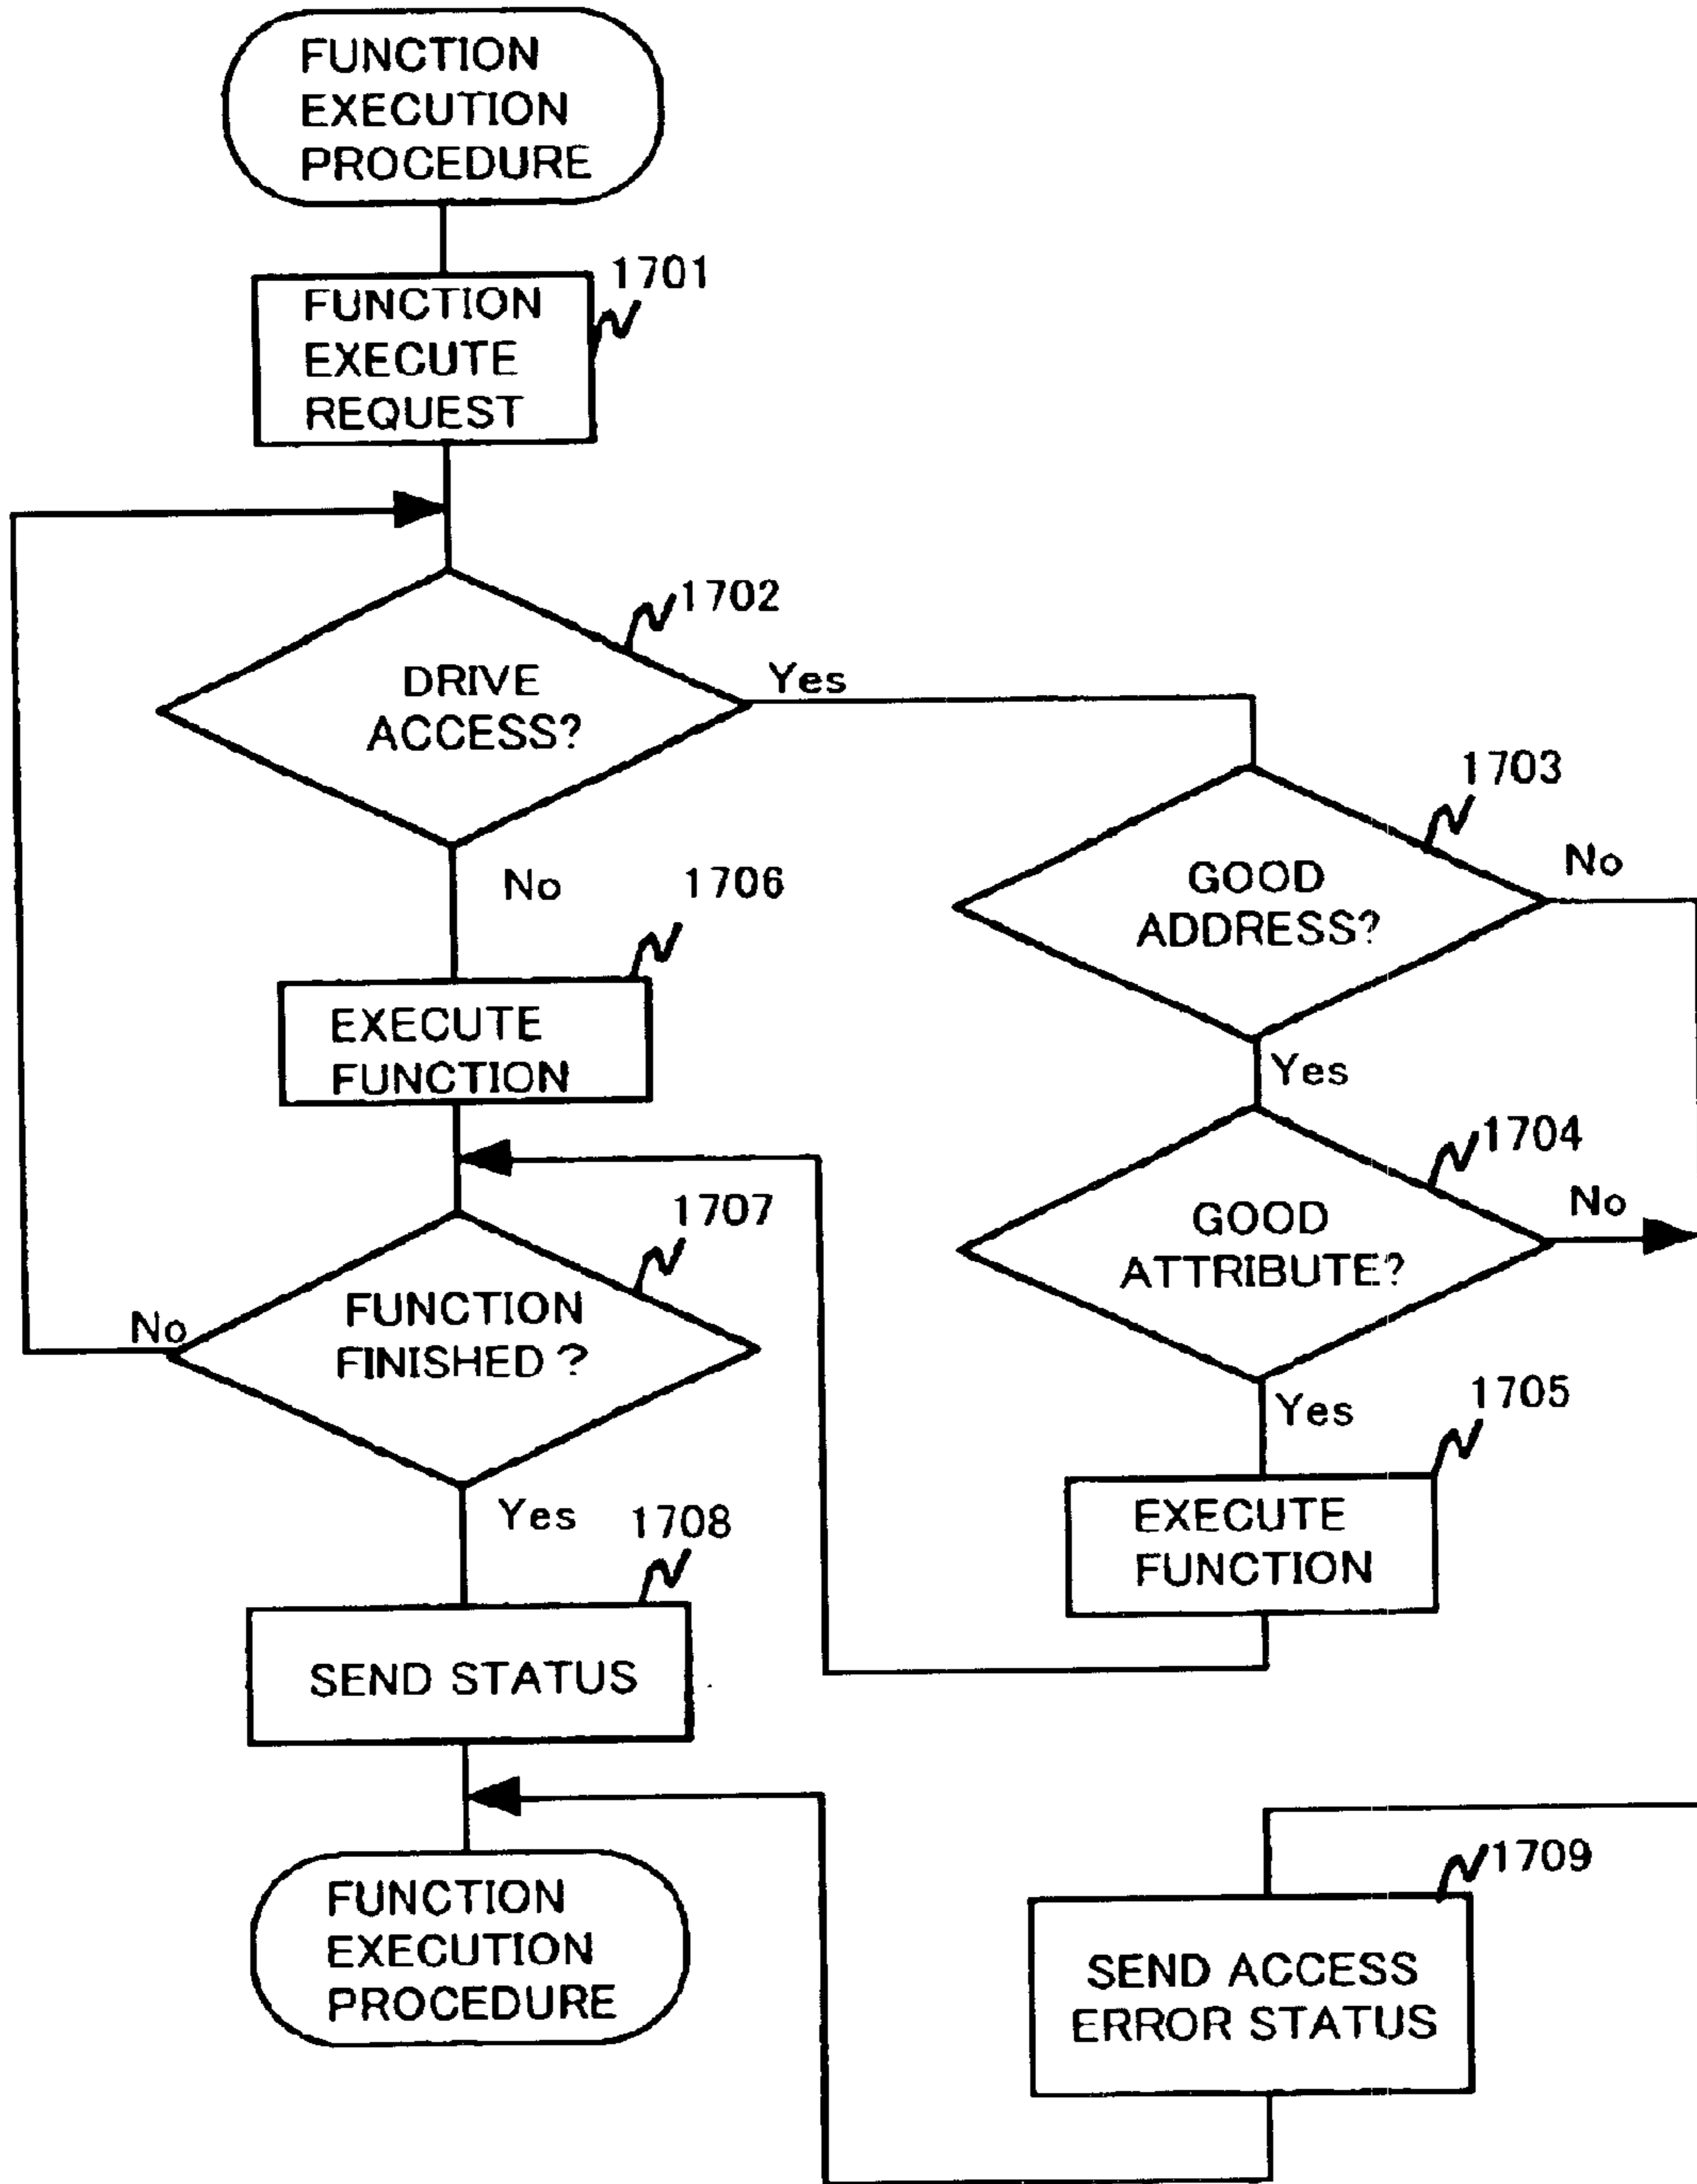 FUNCTION
EXECUTION
PROCEDURE
1701
FUNCTION
EXECUTE
REQUEST
1702
DRIVE
ACCESS?
Yes
No
1703
GOOD
ADDRESS?
No
Yes
1706
EXECUTE
FUNCTION
1704
GOOD
ATTRIBUTE?
No
Yes
1707
FUNCTION
FINISHED ?
No
Yes
1705
EXECUTE
FUNCTION
1708
SEND STATUS
1709
SEND ACCESS
ERROR STATUS
FUNCTION
EXECUTION
PROCEDURE